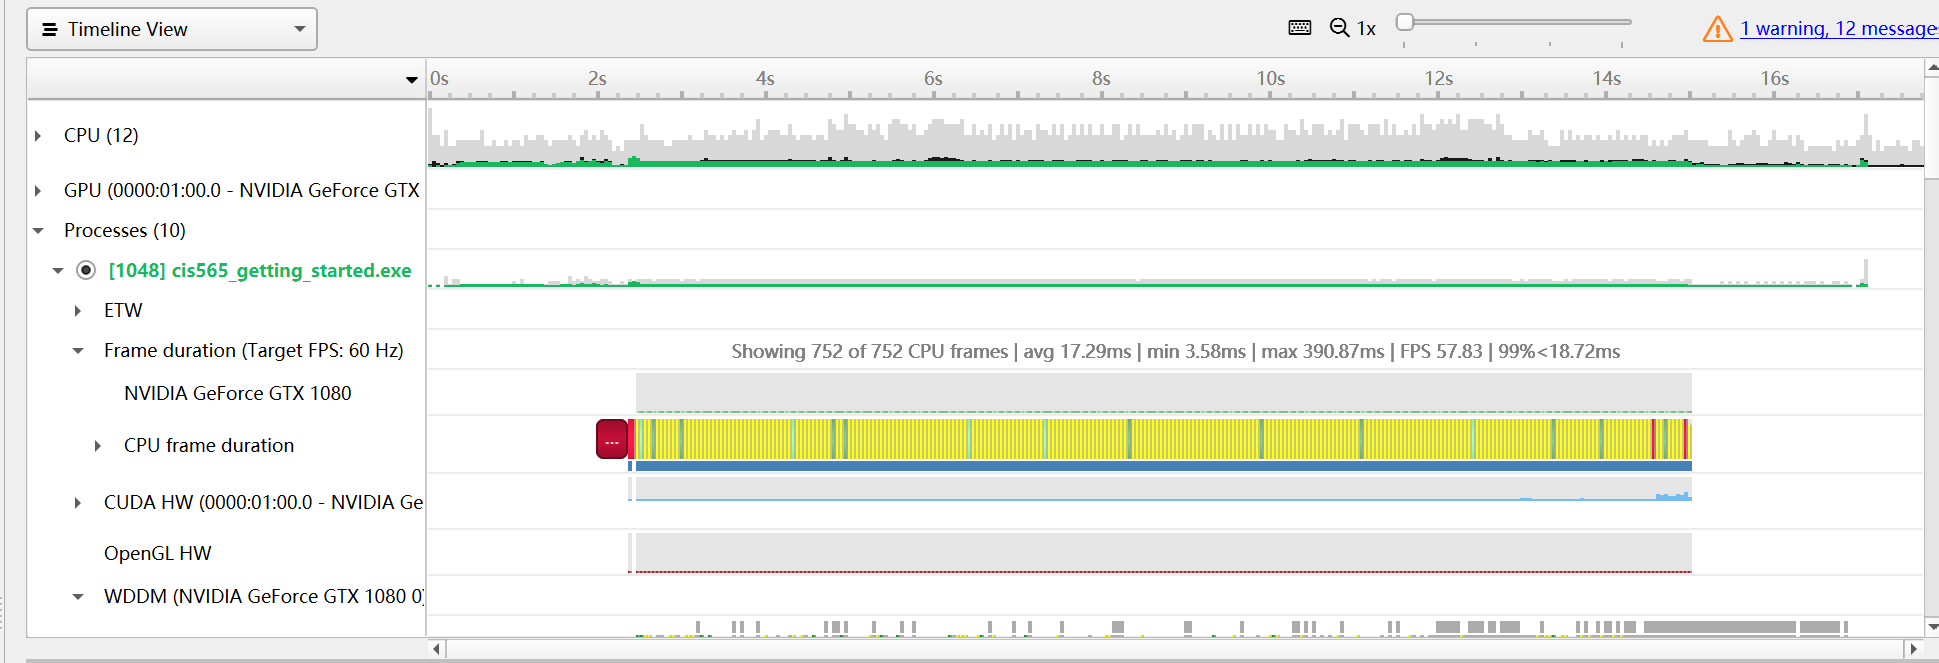 Timeline View
1x
1 warning, 12 message
0s 2s 4s 6s 8s 10s 12s 14s 16s
CPU (12)
GPU (0000:01:00.0 - NVIDIA GeForce GTX
Processes (10)
[1048] cis565_getting_started.exe
ETW
Frame duration (Target FPS: 60 Hz)
Showing 752 of 752 CPU frames | avg 17.29ms | min 3.58ms | max 390.87ms | FPS 57.83 | 99%<18.72ms
NVIDIA GeForce GTX 1080
CPU frame duration
...
CUDA HW (0000:01:00.0 - NVIDIA Ge
OpenGL HW
WDDM (NVIDIA GeForce GTX 1080 0)